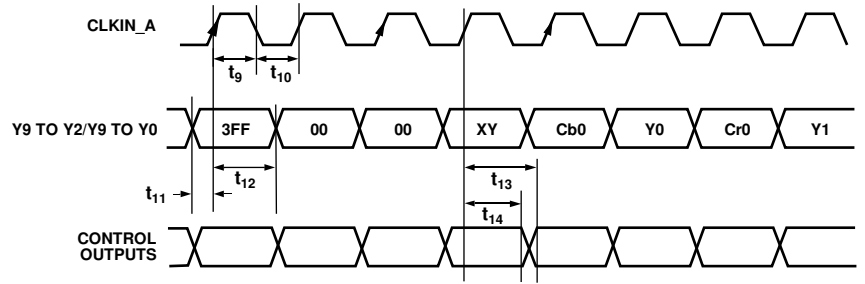 CLKIN_A
t9 t10
Y9 TO Y2/Y9 TO Y0 3FF 00 00 XY Cb0 Y0 Cr0 Y1
t12 t13
t11
t14
CONTROL
OUTPUTS